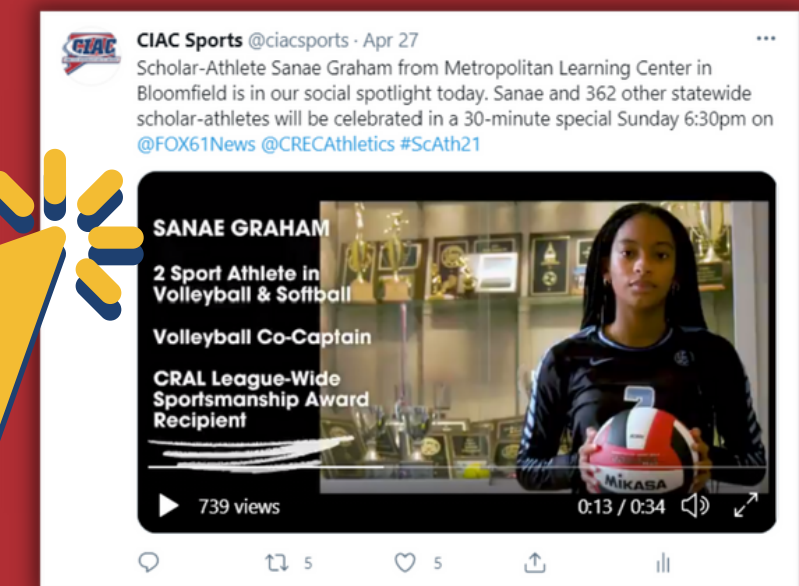 CIAC
CIAC Sports @ciacsports · Apr 27
Scholar-Athlete Sanae Graham from Metropolitan Learning Center in
Bloomfield is in our social spotlight today. Sanae and 362 other statewide
scholar-athletes will be celebrated in a 30-minute special Sunday 6:30pm on
@FOX61News @CRECAthletics #ScAth21
SANAE GRAHAM
2 Sport Athlete in
Volleyball & Softball
Volleyball Co-Captain
CRAL League-Wide
Sportsmanship Award
Recipient
2
MIKASA
739 views
0:13 / 0:34
5
5